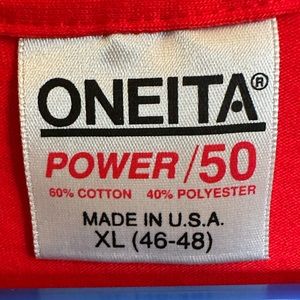 ONEITA®
POWER/50
60% COTTON 40% POLYESTER
MADE IN U.S.A.
XL (46-48)